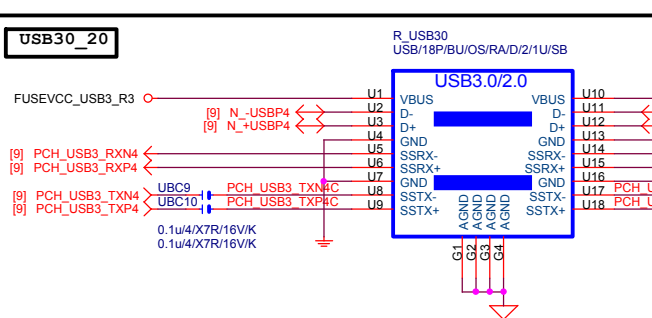 USB30_20
R_USB30
USB/18P/BU/OS/RA/D/2/1U/SB
USB3.0/2.0
FUSEVCC_USB3_R3 U1 VBUS VBUS U10
[9] N_-USBP4 U2 D- D- U11
[9] N_+USBP4 U3 D+ D+ U12
U4 GND GND U13
[9] PCH_USB3_RXN4 U5 SSRX- SSRX- U14
[9] PCH_USB3_RXP4 U6 SSRX+ SSRX+ U15
U7 GND GND U16
[9] PCH_USB3_TXN4 UBC9 PCH_USB3_TXN4C U8 SSTX- SSTX- U17 PCH_U
[9] PCH_USB3_TXP4 UBC10 PCH_USB3_TXP4C U9 SSTX+ SSTX+ U18 PCH_U
0.1u/4/X7R/16V/K
0.1u/4/X7R/16V/K
AGND AGND AGND AGND
G1 G2 G3 G4